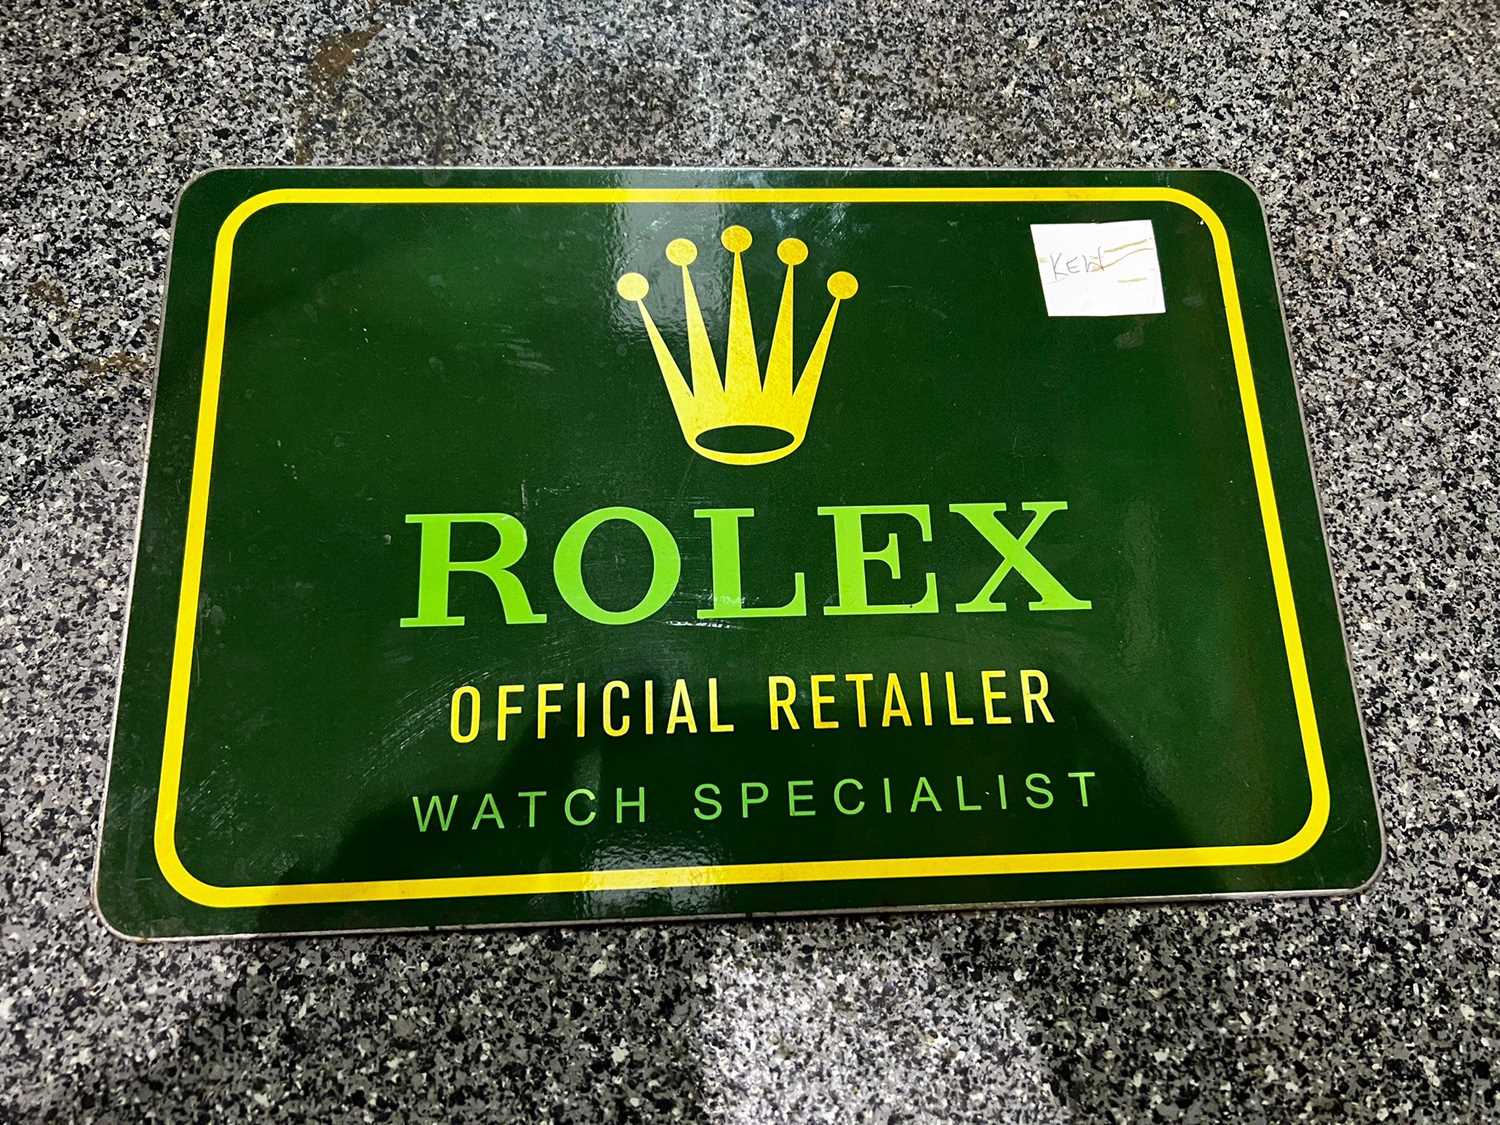 ROLEX
OFFICIAL RETAILER
WATCH SPECIALIST